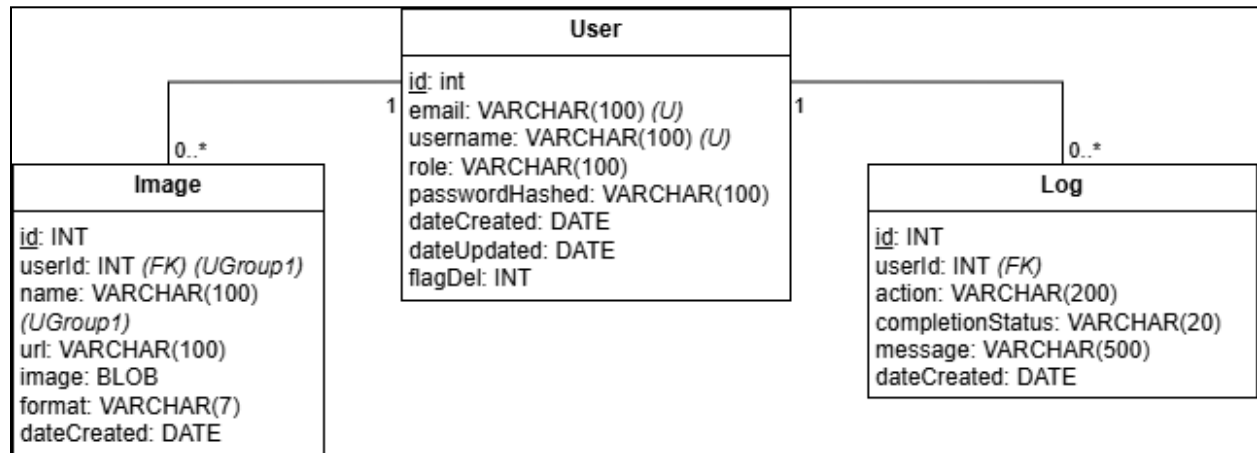 User
id: int
email: VARCHAR(100) (U)
username: VARCHAR(100) (U)
role: VARCHAR(100)
passwordHashed: VARCHAR(100)
dateCreated: DATE
dateUpdated: DATE
flagDel: INT
1
1
0..*
0..*
Image
id: INT
userId: INT (FK) (UGroup1)
name: VARCHAR(100)
(UGroup1)
url: VARCHAR(100)
image: BLOB
format: VARCHAR(7)
dateCreated: DATE
Log
id: INT
userId: INT (FK)
action: VARCHAR(200)
completionStatus: VARCHAR(20)
message: VARCHAR(500)
dateCreated: DATE